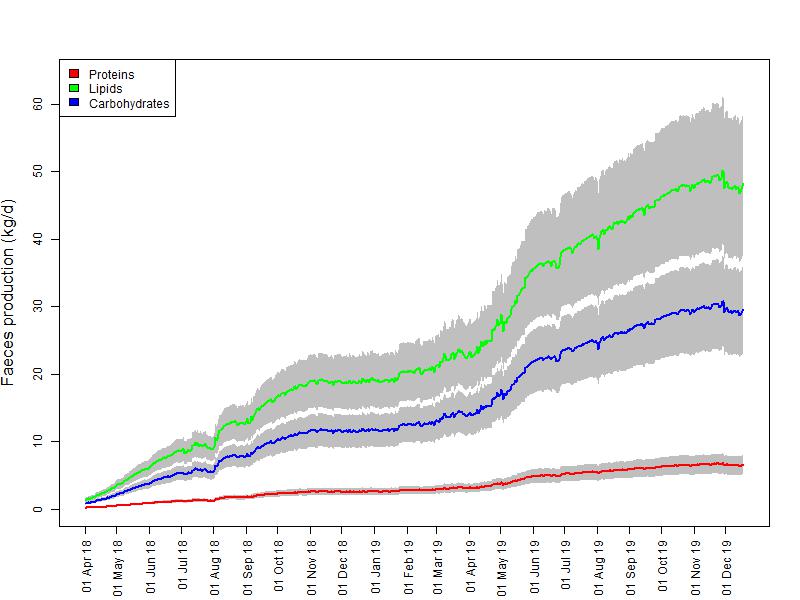 Proteins
Lipids
Carbohydrates
Faeces production (kg/d)
60
50
40
30
20
10
0
01 Apr 18
01 May 18
01 Jun 18
01 Jul 18
01 Aug 18
01 Sep 18
01 Oct 18
01 Nov 18
01 Dec 18
01 Jan 19
01 Feb 19
01 Mar 19
01 Apr 19
01 May 19
01 Jun 19
01 Jul 19
01 Aug 19
01 Sep 19
01 Oct 19
01 Nov 19
01 Dec 19